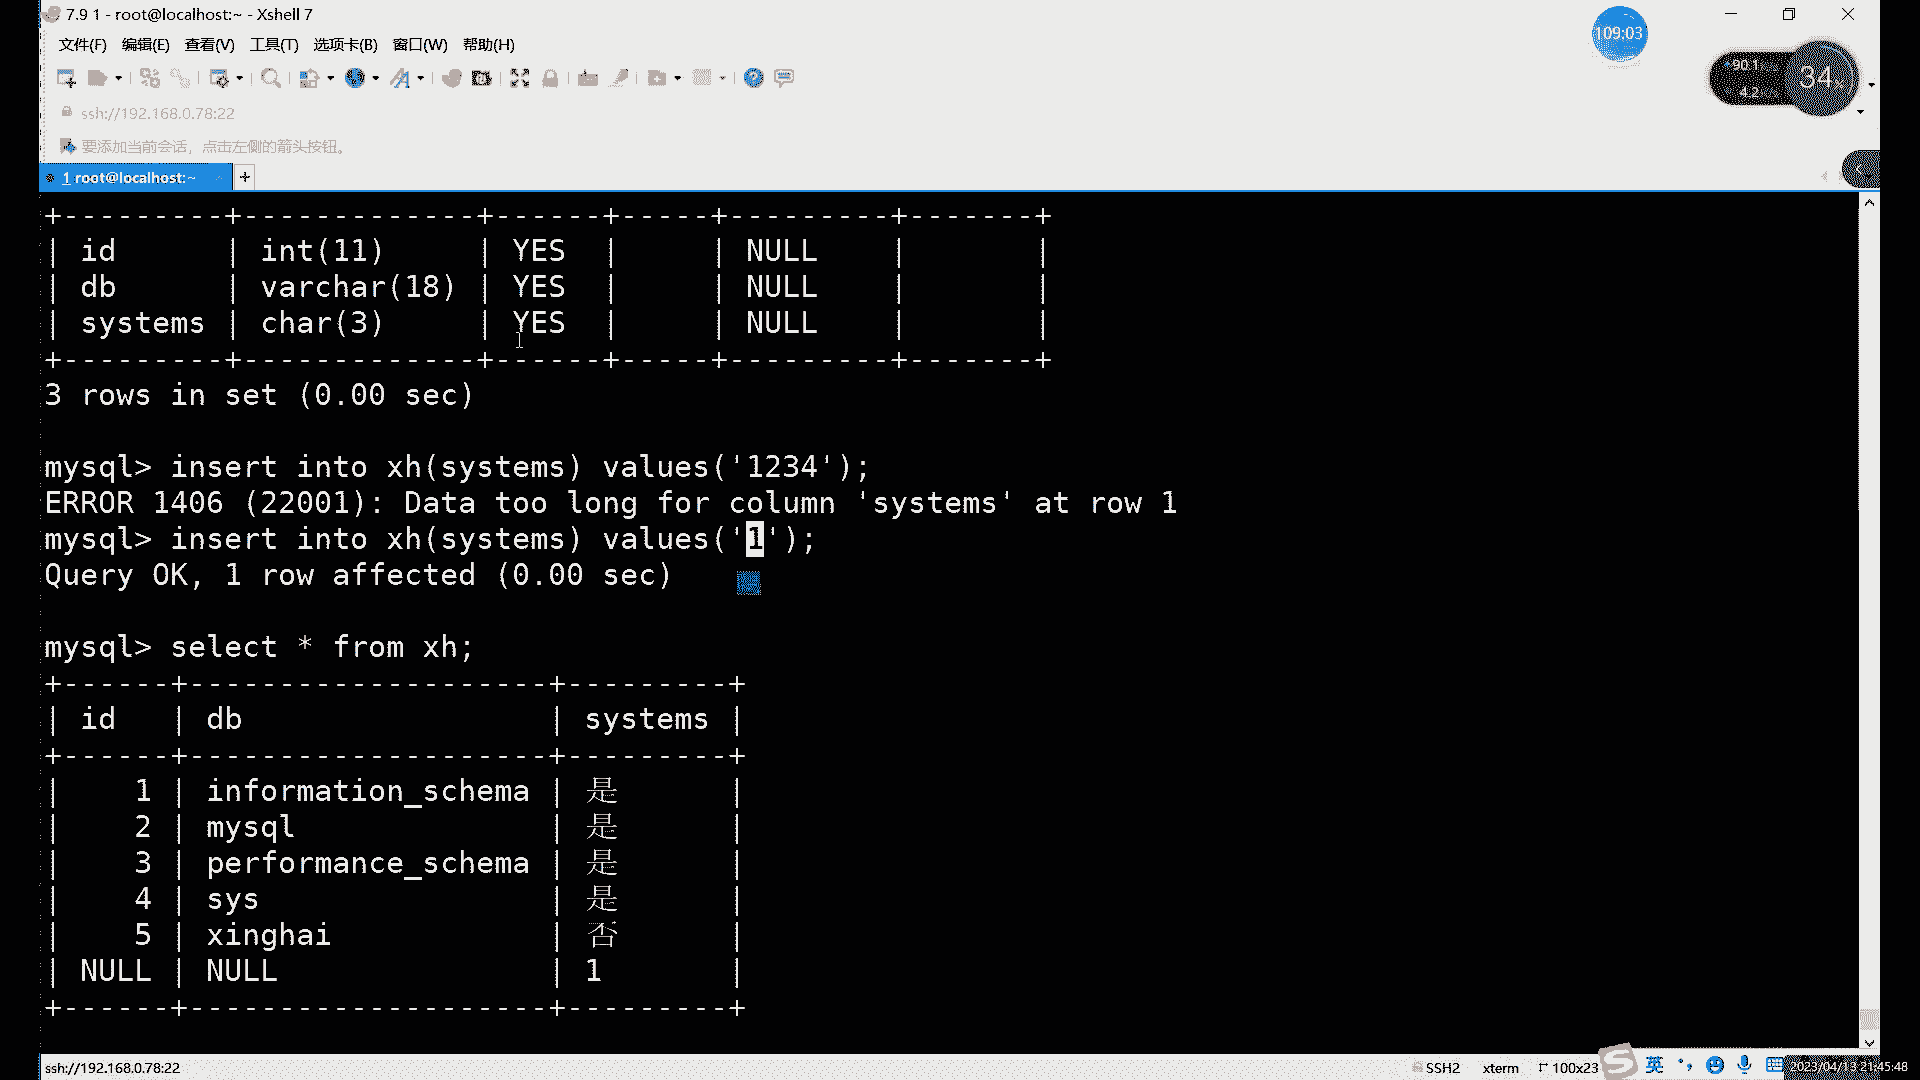 7.9 1 - root@localhost:~ - Xshell 7
文件(F) 编辑(E) 查看(V) 工具(T) 选项卡(B) 窗口(W) 帮助(H)
109:03
90.1
4.2
34
ssh://192.168.0.78:22
要添加当前会话，点击左侧的箭头按钮。
1 root@localhost:~
+---------+-------------+------+-----+---------+-------+
| id | int(11) | YES | | NULL | |
| db | varchar(18) | YES | | NULL | |
| systems | char(3) | YES | | NULL | |
+---------+-------------+------+-----+---------+-------+
3 rows in set (0.00 sec)
mysql> insert into xh(systems) values('1234');
ERROR 1406 (22001): Data too long for column 'systems' at row 1
mysql> insert into xh(systems) values('1');
Query OK, 1 row affected (0.00 sec)
mysql> select * from xh;
+------+--------------------+---------+
| id | db | systems |
+------+--------------------+---------+
| 1 | information_schema | 是 |
| 2 | mysql | 是 |
| 3 | performance_schema | 是 |
| 4 | sys | 是 |
| 5 | xinghai | 否 |
| NULL | NULL | 1 |
+------+--------------------+---------+
ssh://192.168.0.78:22 SSH2 xterm 100x23 英 2023/04/13 21:45:48